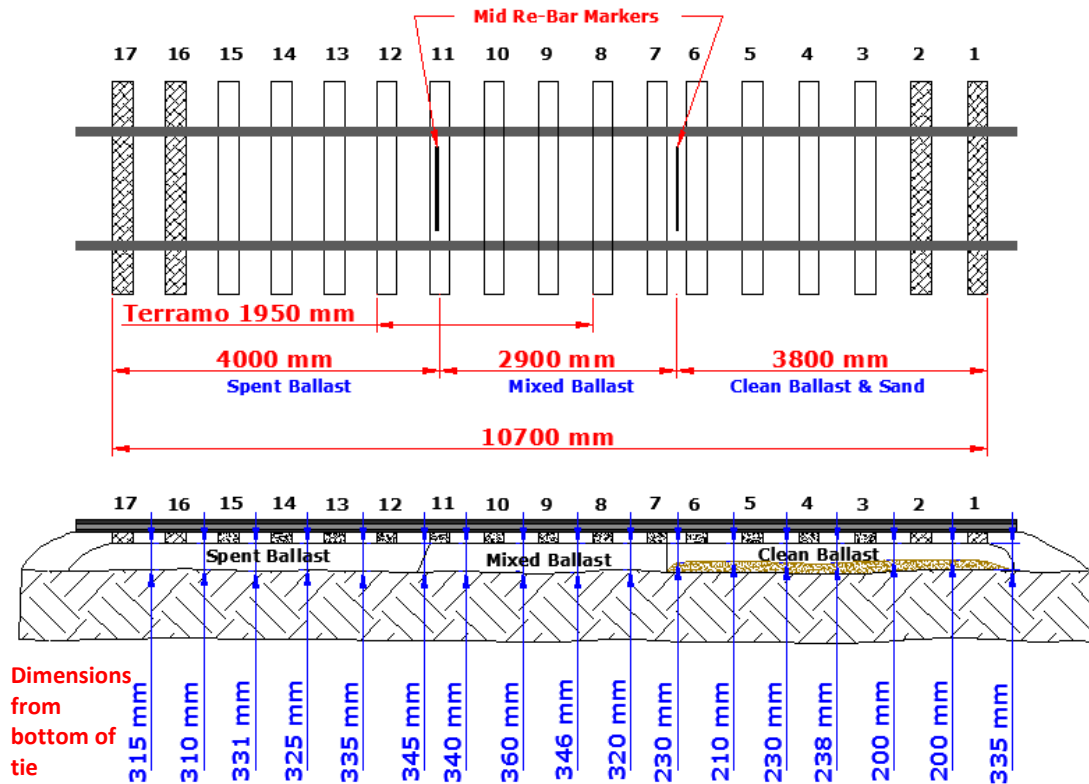 Mid Re-Bar Markers
17 16 15 14 13 12 11 10 9 8 7 6 5 4 3 2 1
Terramo 1950 mm
4000 mm 2900 mm 3800 mm
Spent Ballast Mixed Ballast Clean Ballast & Sand
10700 mm
17 16 15 14 13 12 11 10 9 8 7 6 5 4 3 2 1
Spent Ballast Mixed Ballast Clean Ballast
Dimensions
from
bottom of
tie
315 mm
310 mm
331 mm
325 mm
335 mm
345 mm
340 mm
360 mm
346 mm
320 mm
230 mm
210 mm
230 mm
238 mm
200 mm
200 mm
335 mm